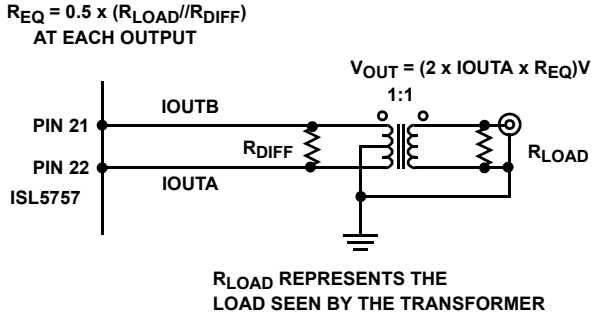 REQ = 0.5 x (RLOAD//RDIFF)
AT EACH OUTPUT
VOUT = (2 x IOUTA x REQ)V
1:1
IOUTB
PIN 21
RDIFF
RLOAD
PIN 22
IOUTA
ISL5757
RLOAD REPRESENTS THE
LOAD SEEN BY THE TRANSFORMER